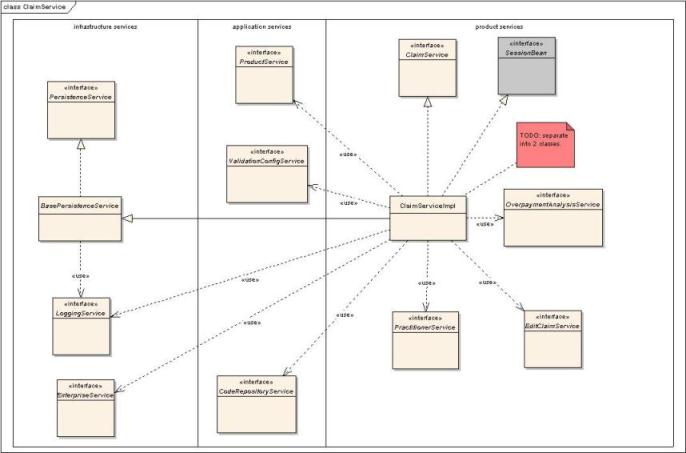 class ClaimService
infrastructure services
application services
product services
«interface»
PersistenceService
BasePersistenceService
«use»
«interface»
LoggingService
«interface»
EnterpriseService
«interface»
ProductService
«use»
«interface»
ValidationConfigService
«use»
«use»
«use»
«interface»
CodeRepositoryService
«use»
«interface»
ClaimService
«interface»
SessionBean
TODO: separate
into 2 classes.
ClaimServiceImpl
«use»
«interface»
OverpaymentAnalysisService
«use»
«interface»
PractitionerService
«use»
«interface»
EditClaimService